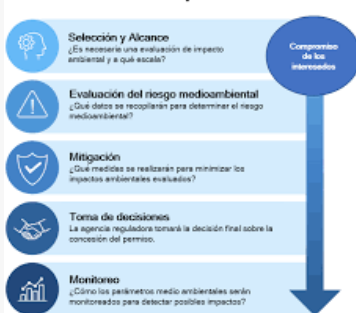 Selección y Alcance
¿Es necesaria una evaluación de impacto
ambiental y a qué escala?
Compromiso
de los
interesados
Evaluación del riesgo medioambiental
¿Qué datos se recopilarán para determinar el riesgo
medioambiental?
Mitigación
¿Qué medidas se realizarán para minimizar los
impactos ambientales evaluados?
Toma de decisiones
La agencia reguladora tomará la decisión final sobre la
concesión del permiso.
Monitoreo
¿Cómo los parámetros medio ambientales serán
monitoreados para detectar posibles impactos?